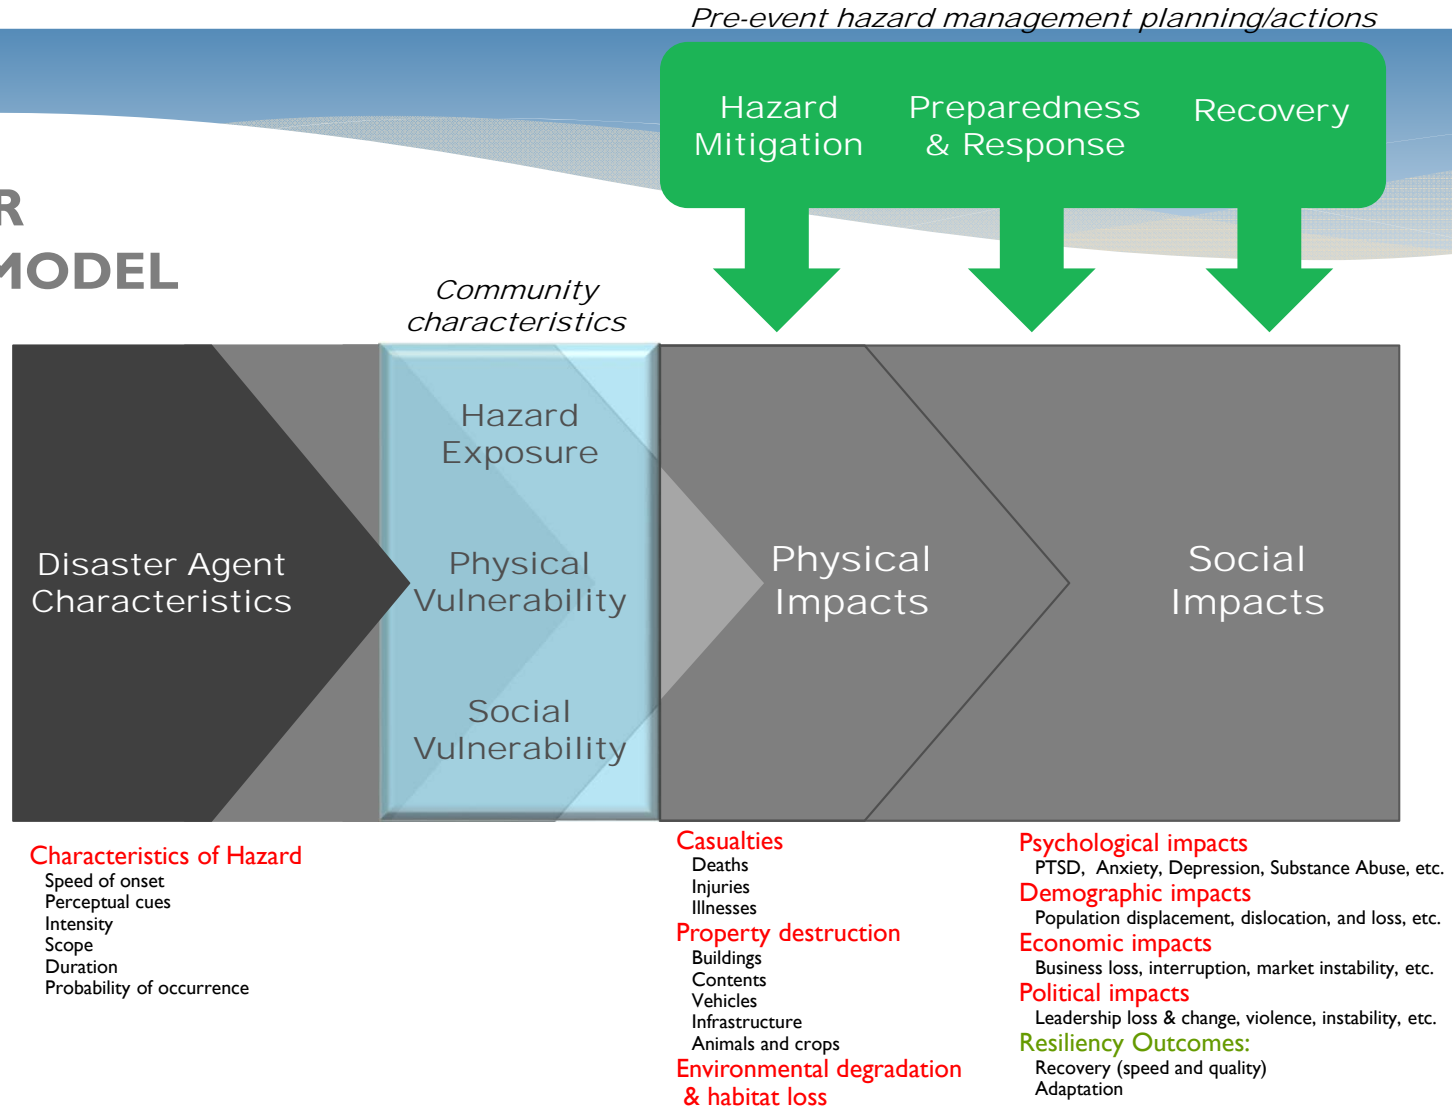 Pre-event hazard management planning/actions
Hazard
Mitigation
Preparedness
& Response
Recovery
R
MODEL
Community
characteristics
Disaster Agent
Characteristics
Hazard
Exposure
Physical
Vulnerability
Social
Vulnerability
Physical
Impacts
Social
Impacts
Characteristics of Hazard
Speed of onset
Perceptual cues
Intensity
Scope
Duration
Probability of occurrence
Casualties
Deaths
Injuries
Illnesses
Property destruction
Buildings
Contents
Vehicles
Infrastructure
Animals and crops
Environmental degradation
& habitat loss
Psychological impacts
PTSD, Anxiety, Depression, Substance Abuse, etc.
Demographic impacts
Population displacement, dislocation, and loss, etc.
Economic impacts
Business loss, interruption, market instability, etc.
Political impacts
Leadership loss & change, violence, instability, etc.
Resiliency Outcomes:
Recovery (speed and quality)
Adaptation